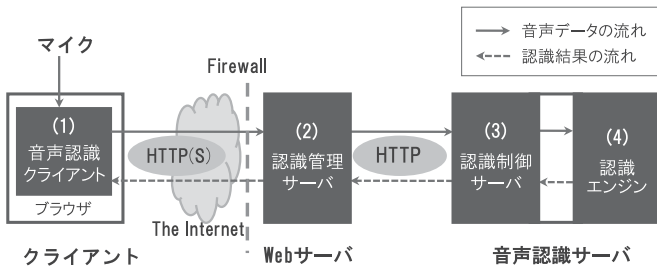 音声データの流れ
認識結果の流れ
マイク
Firewall
(1)
音声認識
クライアント
ブラウザ
HTTP(S)
The Internet
(2)
認識管理
サーバ
HTTP
(3)
認識制御
サーバ
(4)
認識
エンジン
クライアント
Webサーバ
音声認識サーバ